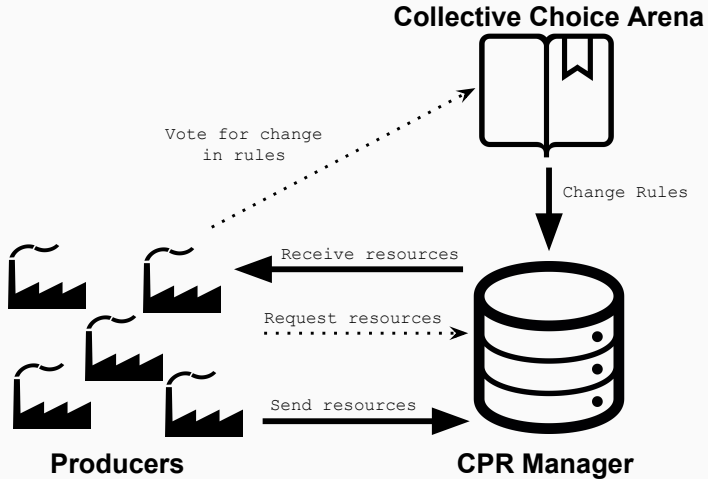 Collective Choice Arena
Vote for change
in rules
Change Rules
Receive resources
Request resources
Send resources
Producers
CPR Manager